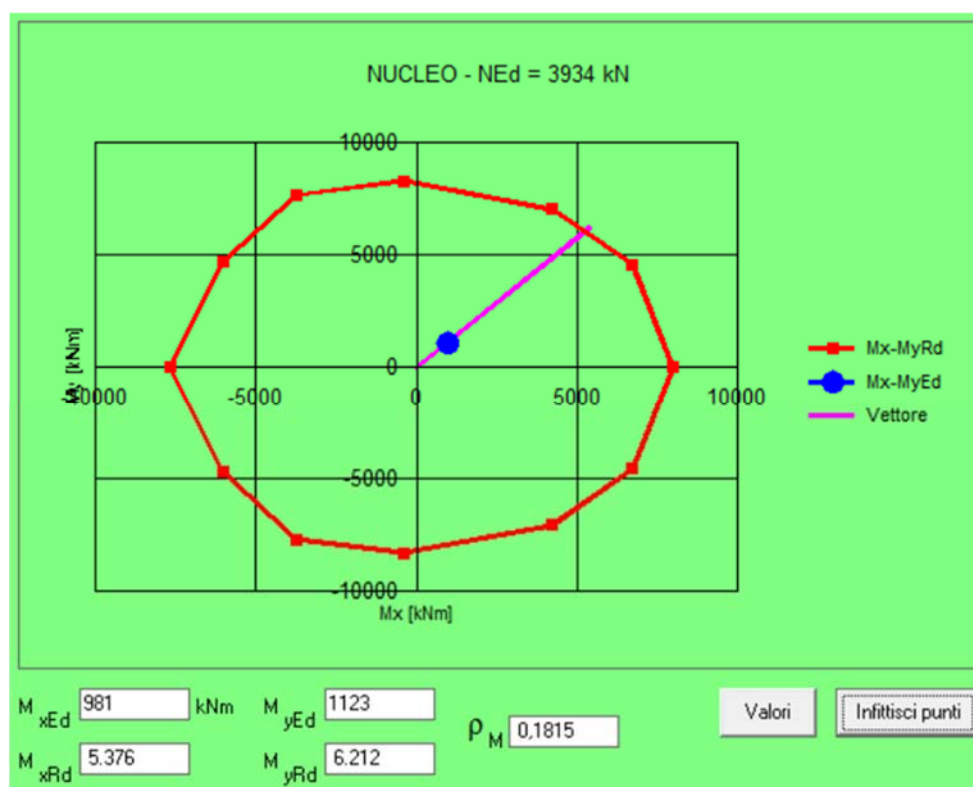 NUCLEO - NEd = 3934 kN
10000
5000
0
-5000
-10000
-10000 -5000 0 5000 10000
Mx [kNm]
[kNm]
Mx-MyRd
Mx-MyEd
Vettore
M xEd 981 kNm M yEd 1123
ρ M 0,1815
M xRd 5.376 M yRd 6.212
Valori
Infittisci punti